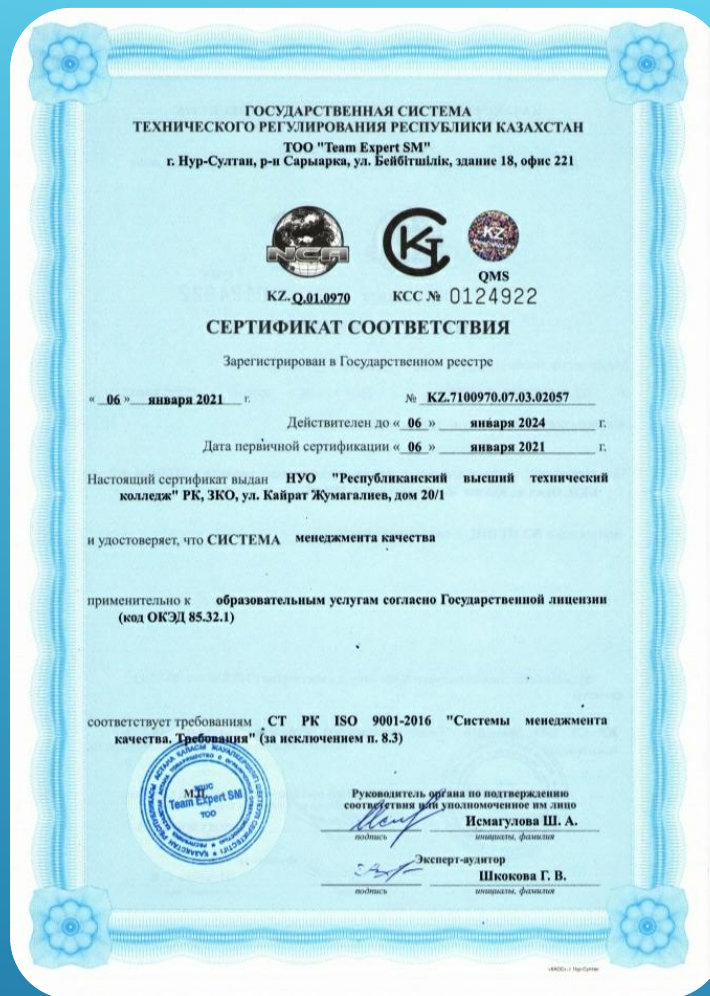 ГОСУДАРСТВЕННАЯ СИСТЕМА
ТЕХНИЧЕСКОГО РЕГУЛИРОВАНИЯ РЕСПУБЛИКИ КАЗАХСТАН
ТОО "Team Expert SM"
г. Нур-Султан, р-н Сарыарка, ул. Бейбітшілік, здание 18, офис 221
NCA
KZ
QMS
KZ.Q.01.0970 КСС № 0124922
СЕРТИФИКАТ СООТВЕТСТВИЯ
Зарегистрирован в Государственном реестре
« 06 » января 2021 г. № KZ.7100970.07.03.02057
Действителен до « 06 » января 2024 г.
Дата первичной сертификации « 06 » января 2021 г.
Настоящий сертификат выдан НУО "Республиканский высший технический
колледж" РК, ЗКО, ул. Кайрат Жумагалиев, дом 20/1
и удостоверяет, что СИСТЕМА менеджмента качества
применительно к образовательным услугам согласно Государственной лицензии
(код ОКЭД 85.32.1)
соответствует требованиям СТ РК ISO 9001-2016 "Системы менеджмента
качества. Требования" (за исключением п. 8.3)
М.П.
Team Expert SM
ТОО
Руководитель органа по подтверждению
соответствия или уполномоченное им лицо
Исмагулова Ш. А.
подпись инициалы, фамилия
Эксперт-аудитор
Шкокова Г. В.
подпись инициалы, фамилия